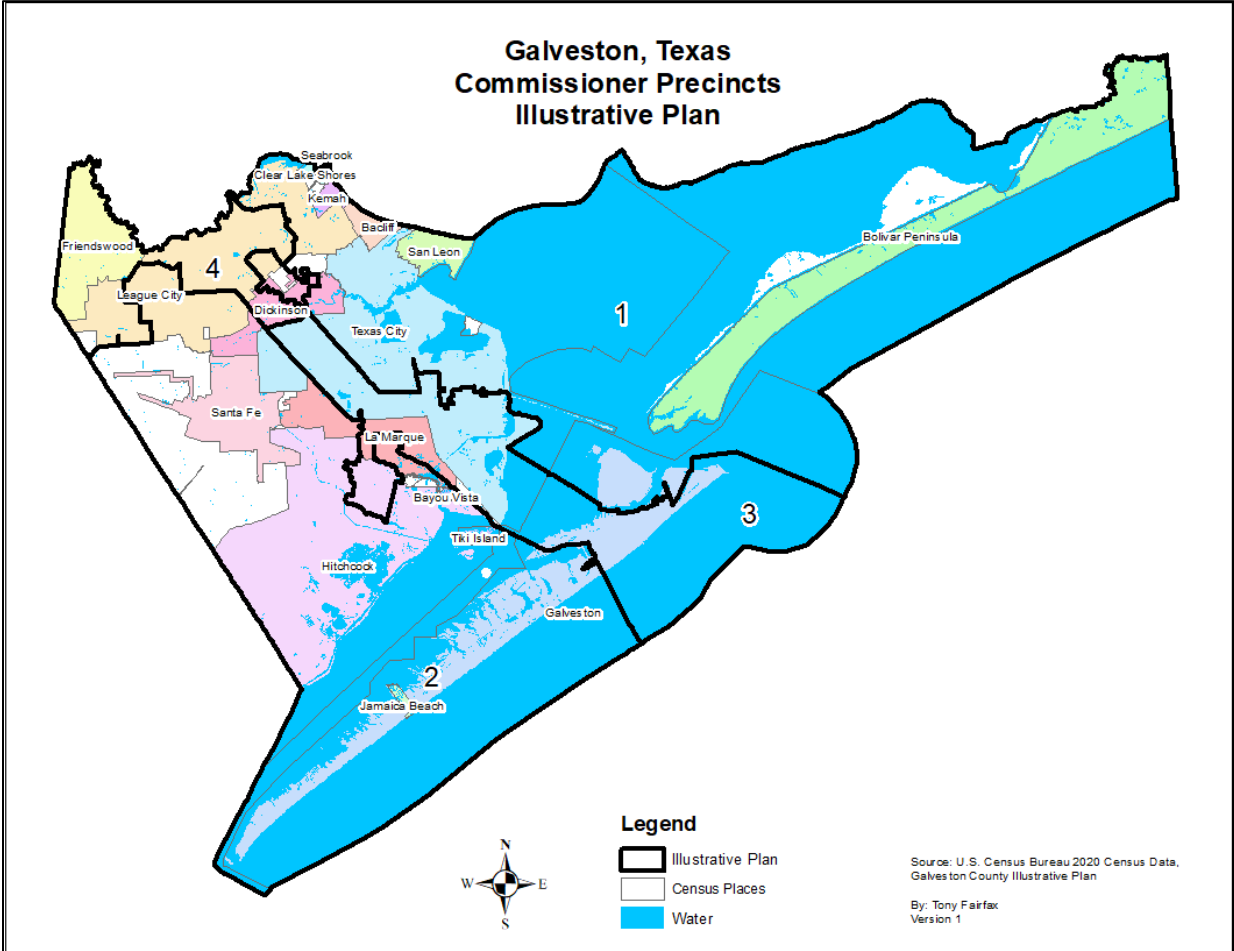 Galveston, Texas
Commissioner Precincts
Illustrative Plan
Seabrook
Clear Lake Shores
Kemah
Bacliff
San Leon
Friendswood
4
League City
Dickinson
Texas City
1
Bolivar Peninsula
Santa Fe
La Marque
Bayou Vista
3
Tiki Island
Hitchcock
Galveston
2
Jamaica Beach
Legend
Illustrative Plan
Census Places
Water
N
W
E
S
Source: U.S. Census Bureau 2020 Census Data,
Galveston County Illustrative Plan
By: Tony Fairfax
Version 1